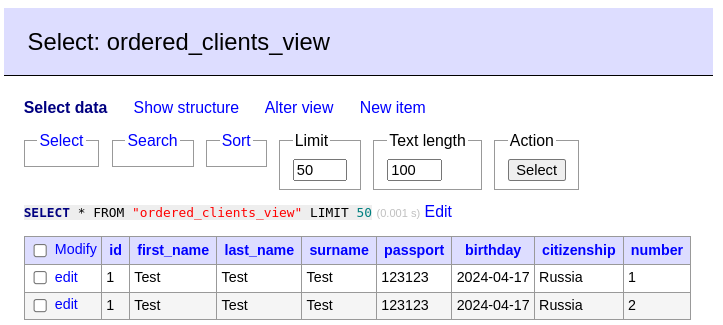 Select: ordered_clients_view
Select data Show structure Alter view New item
Select Search Sort Limit Text length Action
50 100 Select
SELECT * FROM "ordered_clients_view" LIMIT 50 (0.001 s) Edit
Modify id first_name last_name surname passport birthday citizenship number
edit 1 Test Test Test 123123 2024-04-17 Russia 1
edit 1 Test Test Test 123123 2024-04-17 Russia 2